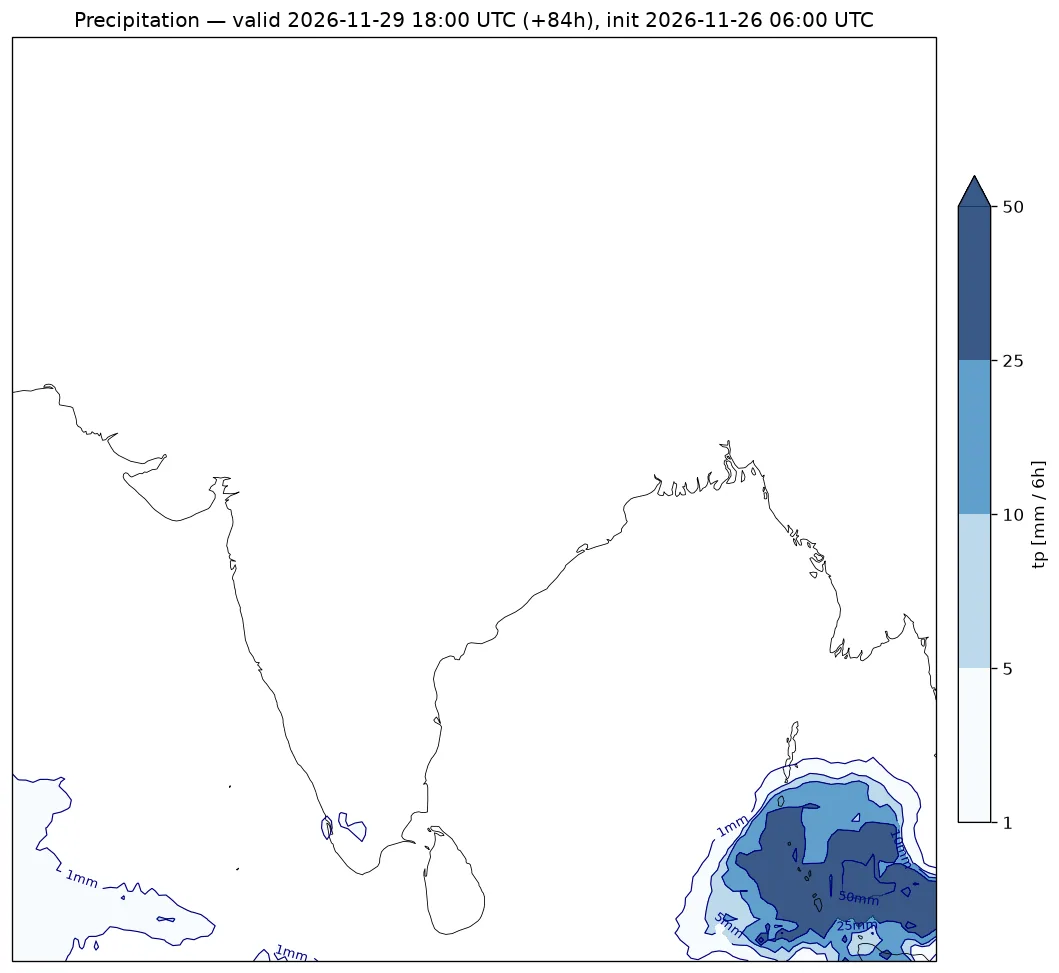 Precipitation — valid 2026-11-29 18:00 UTC (+84h), init 2026-11-26 06:00 UTC
50
25
10
5
1
tp [mm / 6h]
1mm
10mm
1mm
50mm
5mm
25mm
1mm